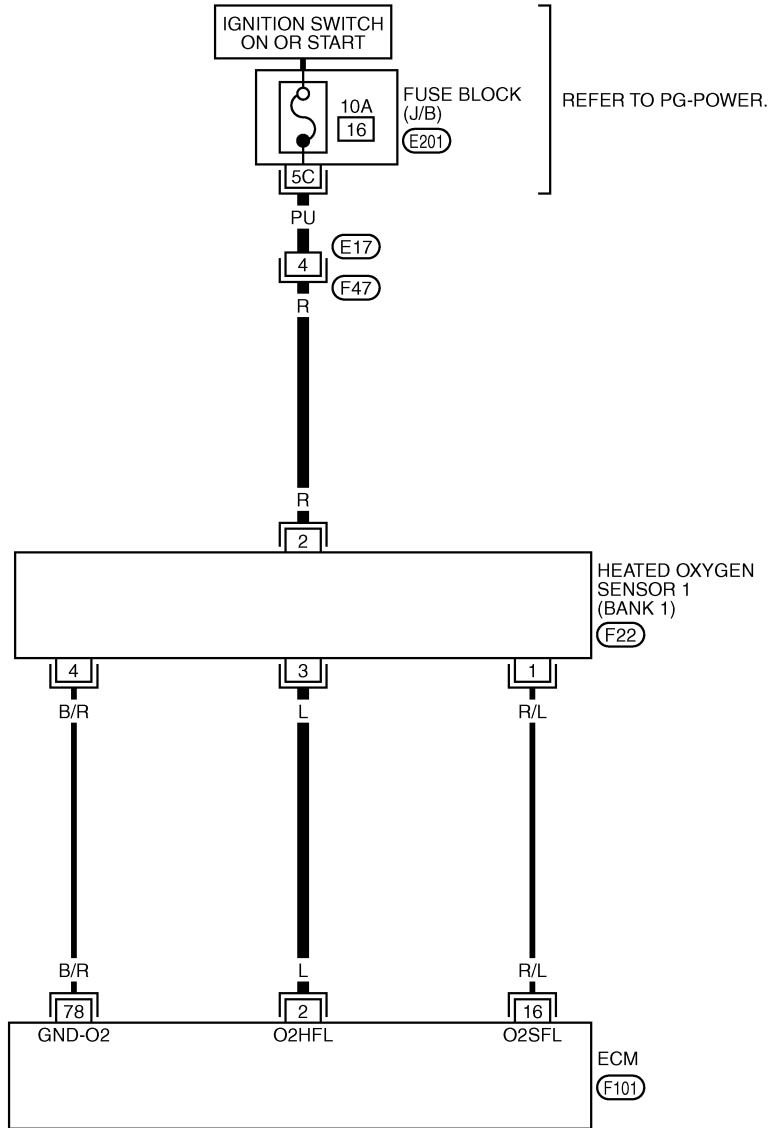 IGNITION SWITCH
ON OR START
10A
16
FUSE BLOCK
(J/B)
E201
REFER TO PG-POWER.
5C
PU
E17
4
F47
R
R
2
HEATED OXYGEN
SENSOR 1
(BANK 1)
F22
4 3 1
B/R L R/L
B/R L R/L
78 2 16
GND-O2 O2HFL O2SFL
ECM
F101